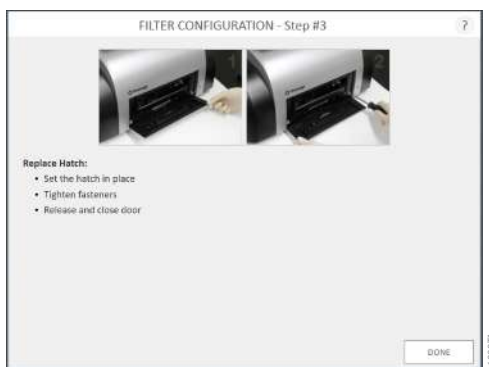 FILTER CONFIGURATION - Step #3
?
1
2
Replace Hatch:
• Set the hatch in place
• Tighten fasteners
• Release and close door
DONE